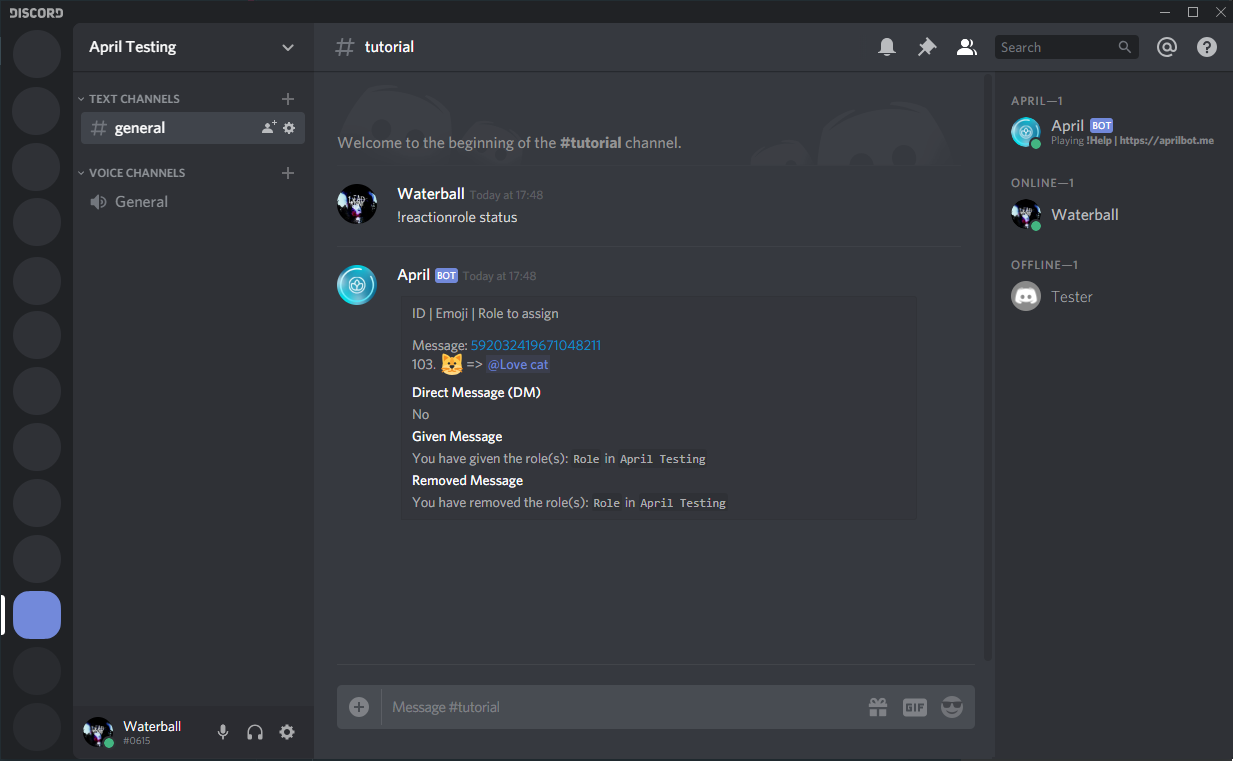 DISCORD
April Testing
TEXT CHANNELS
general
VOICE CHANNELS
General
Waterball
#0615
# tutorial
Search
Welcome to the beginning of the #tutorial channel.
Waterball Today at 17:48
!reactionrole status
April BOT Today at 17:48
ID | Emoji | Role to assign
Message: 592032419671048211
103. => @Love cat
Direct Message (DM)
No
Given Message
You have given the role(s): Role in April Testing
Removed Message
You have removed the role(s): Role in April Testing
Message #tutorial
GIF
APRIL—1
April BOT
Playing !Help | https://aprilbot.me
ONLINE—1
Waterball
OFFLINE—1
Tester